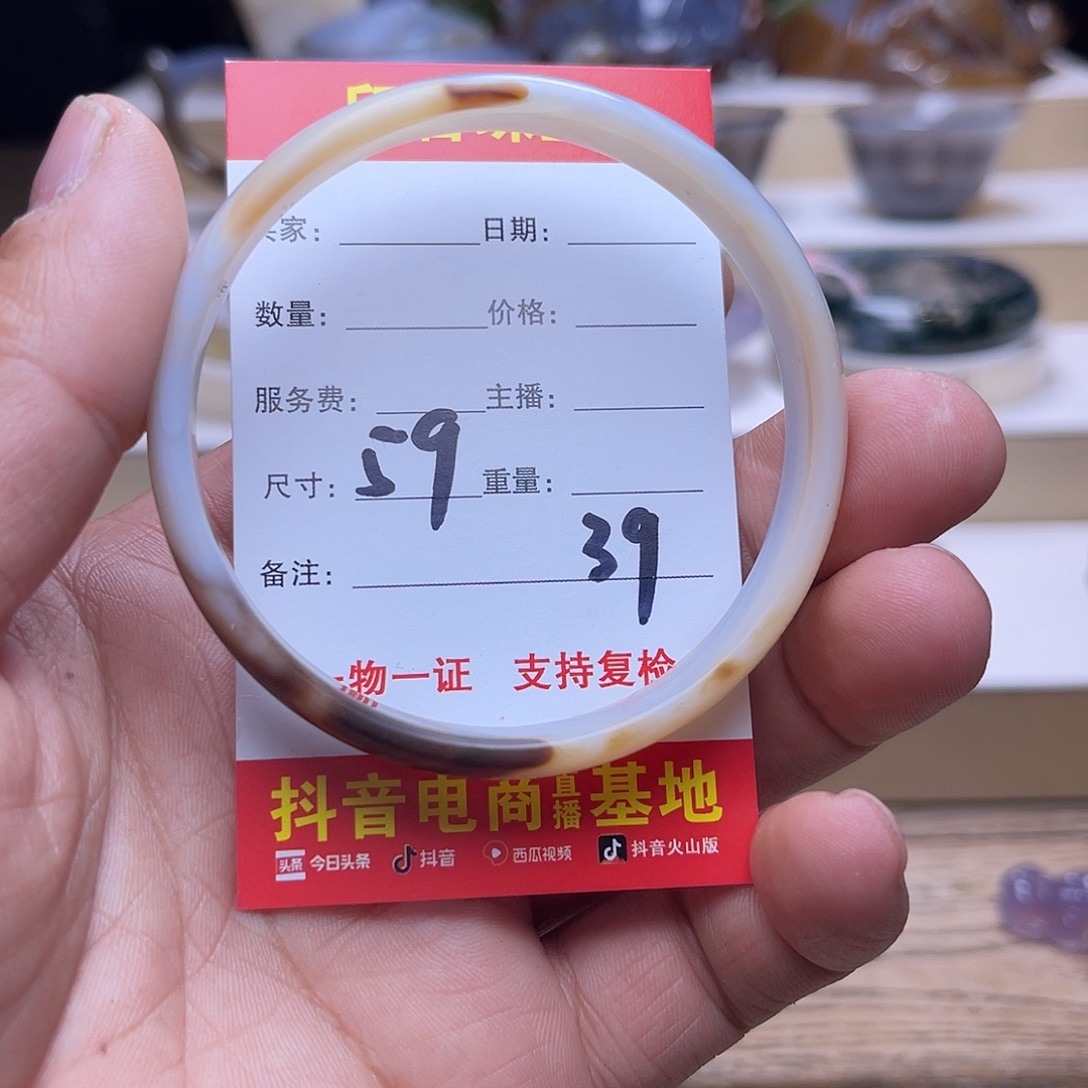 家：日期：
数量：价格：
服务费：主播：
尺寸：59 重量：
备注：39
物一证 支持复检
抖音电商直播基地
头条 今日头条 抖音 西瓜视频 抖音火山版